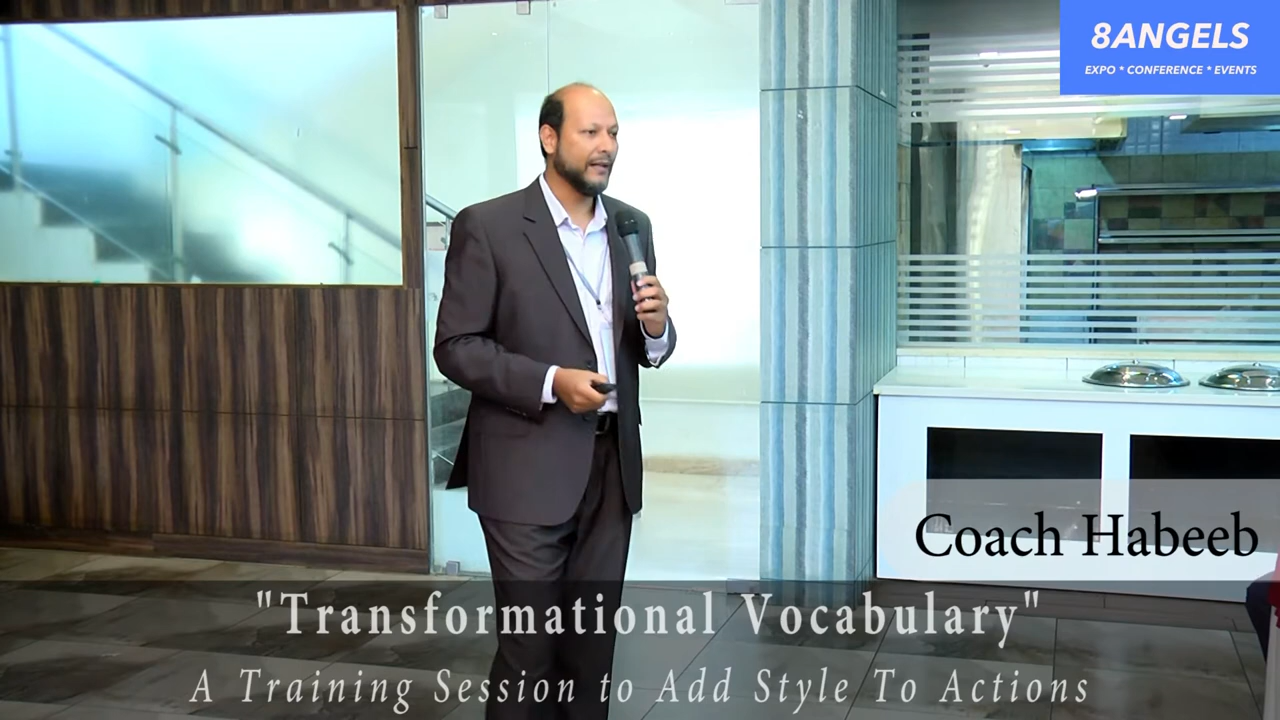 8ANGELS
EXPO * CONFERENCE * EVENTS
Coach Habeeb
"Transformational Vocabulary"
A Training Session to Add Style To Actions